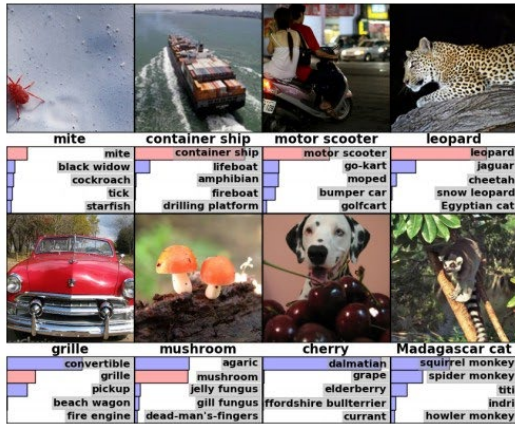 mite
container ship
motor scooter
leopard
mite
black widow
cockroach
tick
starfish
container ship
lifeboat
amphibian
fireboat
drilling platform
motor scooter
go-kart
moped
bumper car
golfcart
leopard
jaguar
cheetah
snow leopard
Egyptian cat
grille
mushroom
cherry
Madagascar cat
convertible
grille
pickup
beach wagon
fire engine
agaric
mushroom
jelly fungus
gill fungus
dead-man's-fingers
dalmatian
grape
elderberry
ffordshire bullterrier
currant
squirrel monkey
spider monkey
titi
indri
howler monkey